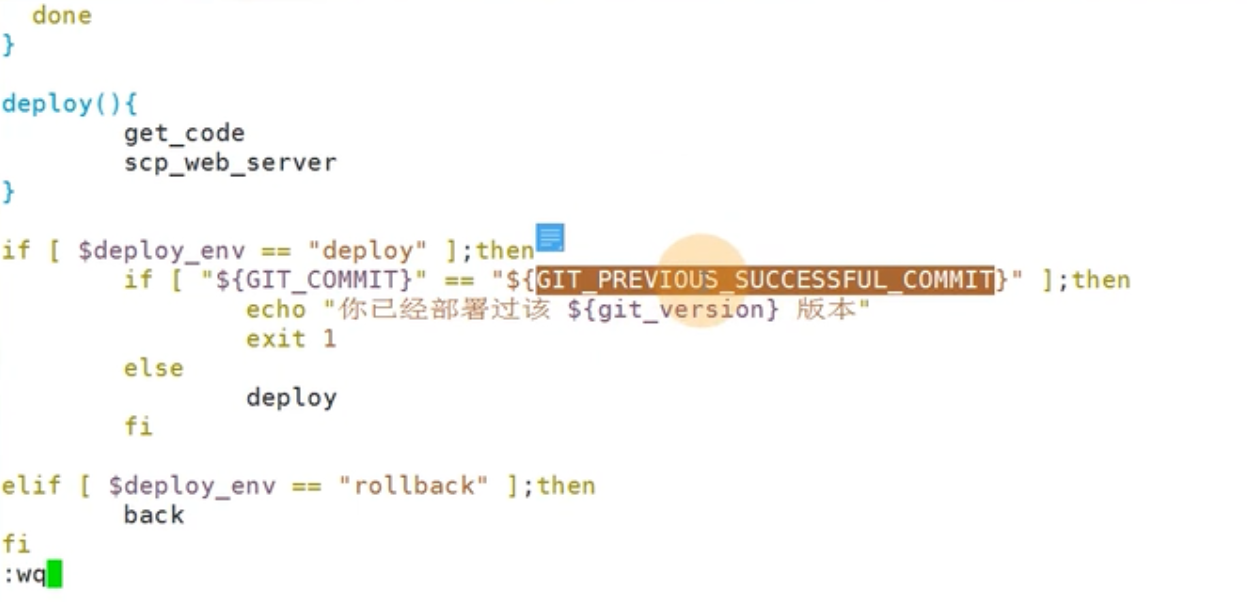 done
}

deploy(){
        get_code
        scp_web_server
}

if [ $deploy_env == "deploy" ];then
        if [ "${GIT_COMMIT}" == "${GIT_PREVIOUS_SUCCESSFUL_COMMIT}" ];then
                echo "你已经部署过该 ${git_version} 版本"
                exit 1
        else
                deploy
        fi

elif [ $deploy_env == "rollback" ];then
        back
fi
:wq